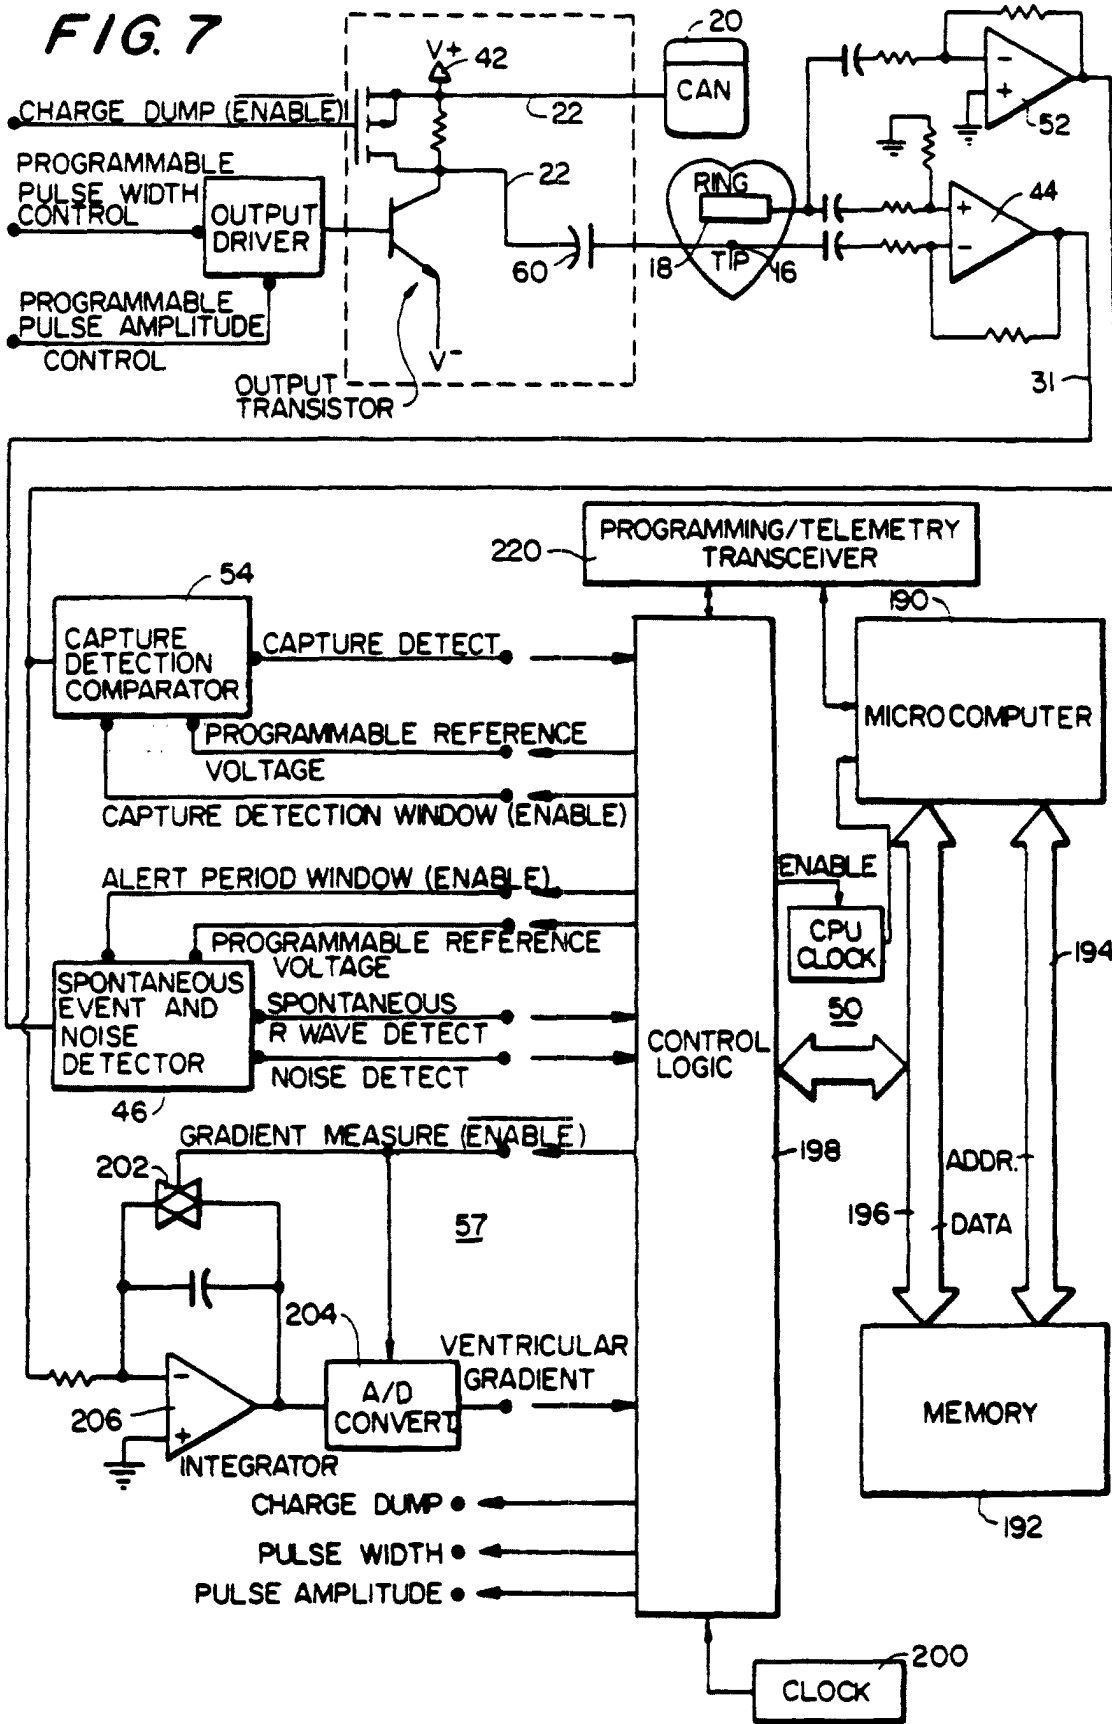 FIG. 7
V+
42
20
CAN
22
CHARGE DUMP (ENABLE)
PROGRAMMABLE
PULSE WIDTH
CONTROL
OUTPUT
DRIVER
PROGRAMMABLE
PULSE AMPLITUDE
CONTROL
22
60
V-
OUTPUT
TRANSISTOR
RING
18
TIP
16
-
+
52
+
-
44
31
PROGRAMMING/TELEMETRY
TRANSCEIVER
220
54
CAPTURE
DETECTION
COMPARATOR
CAPTURE DETECT
PROGRAMMABLE REFERENCE
VOLTAGE
CAPTURE DETECTION WINDOW (ENABLE)
190
MICROCOMPUTER
ALERT PERIOD WINDOW (ENABLE)
PROGRAMMABLE REFERENCE
VOLTAGE
ENABLE
CPU
CLOCK
50
194
SPONTANEOUS
EVENT AND
NOISE
DETECTOR
46
SPONTANEOUS
R WAVE DETECT
NOISE DETECT
CONTROL
LOGIC
198
GRADIENT MEASURE (ENABLE)
202
57
ADDR.
196
DATA
204
A/D
CONVERT
VENTRICULAR
GRADIENT
-
+
206
INTEGRATOR
MEMORY
192
CHARGE DUMP
PULSE WIDTH
PULSE AMPLITUDE
200
CLOCK